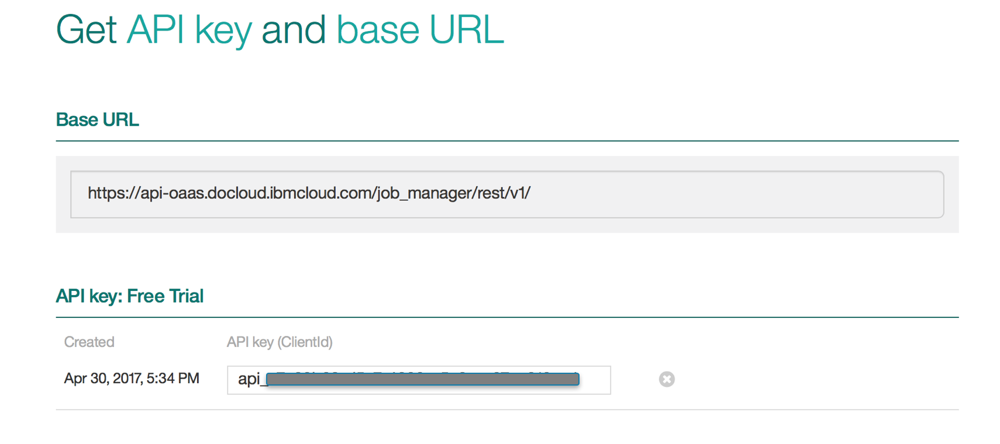 Get API key and base URL
Base URL
https://api-oaas.docloud.ibmcloud.com/job_manager/rest/v1/
API key: Free Trial
Created API key (ClientId)
Apr 30, 2017, 5:34 PM api_